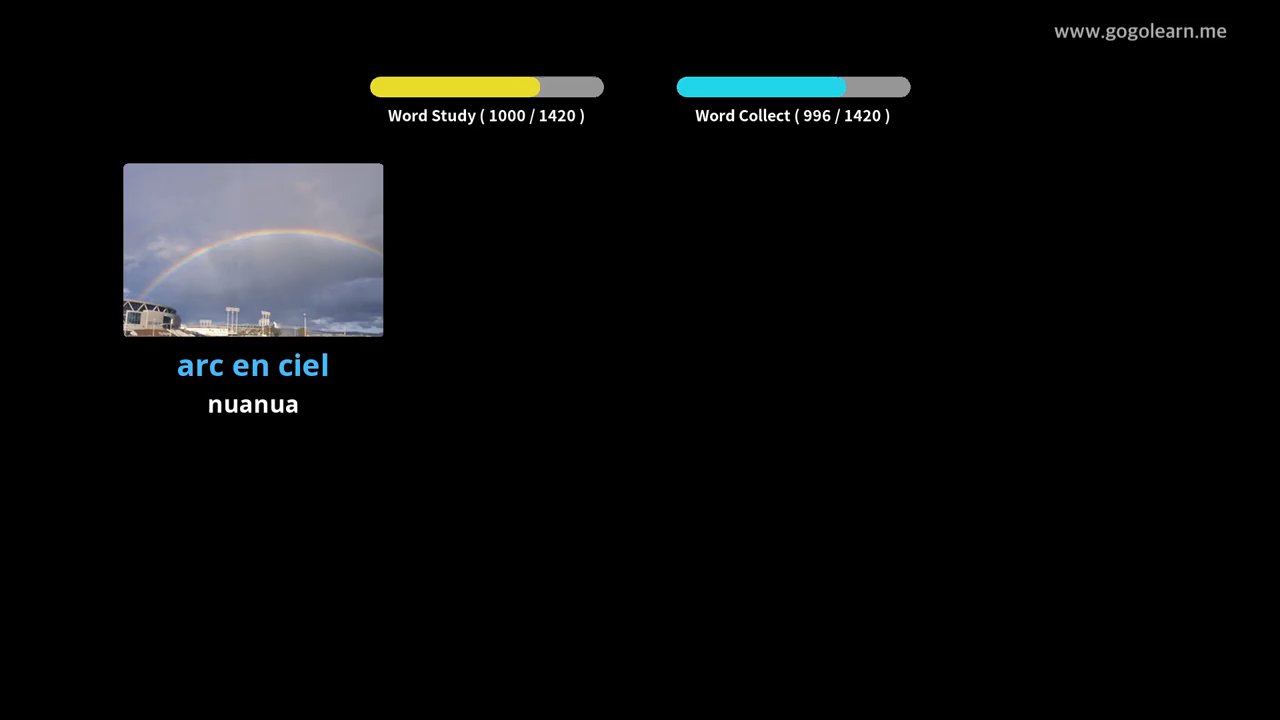 www.gogolearn.me
Word Study ( 1000 / 1420 )
Word Collect ( 996 / 1420 )
arc en ciel
nuanua